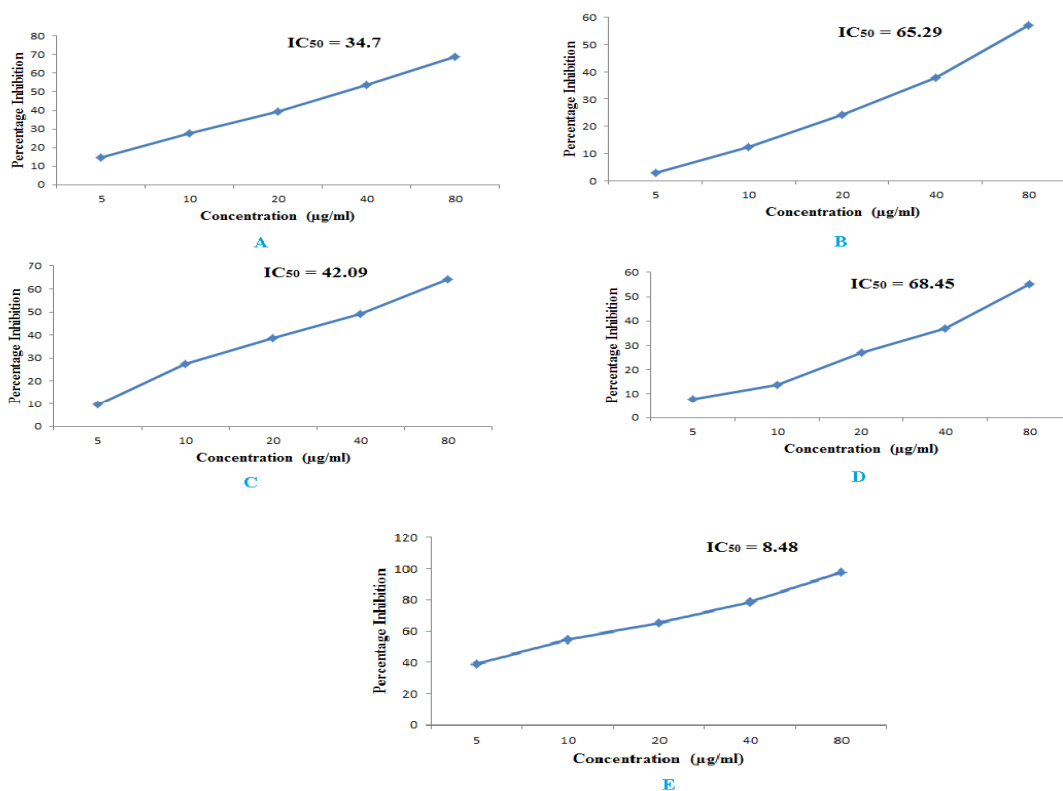 IC50 = 34.7
Percentage Inhibition
80
70
60
50
40
30
20
10
0
5 10 20 40 80
Concentration (µg/ml)
A
IC50 = 65.29
Percentage Inhibition
60
50
40
30
20
10
0
5 10 20 40 80
Concentration (µg/ml)
B
IC50 = 42.09
Percentage Inhibition
70
60
50
40
30
20
10
0
5 10 20 40 80
Concentration (µg/ml)
C
IC50 = 68.45
Percentage Inhibition
60
50
40
30
20
10
0
5 10 20 40 80
Concentration (µg/ml)
D
IC50 = 8.48
Percentage Inhibition
120
100
80
60
40
20
0
5 10 20 40 80
Concentration (µg/ml)
E